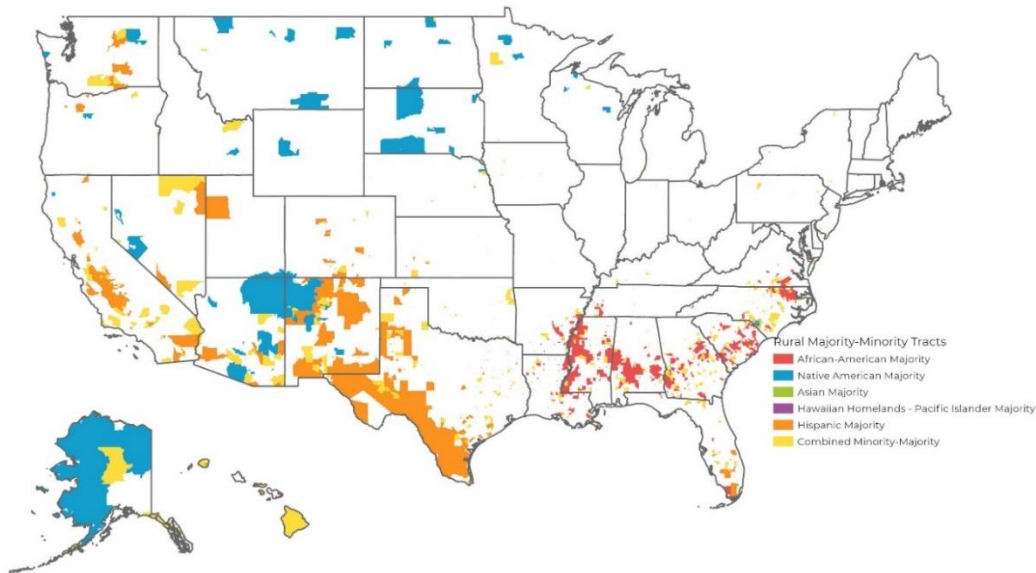 Rural Majority-Minority Tracts
African-American Majority
Native American Majority
Asian Majority
Hawaiian Homelands - Pacific Islander Majority
Hispanic Majority
Combined Minority-Majority